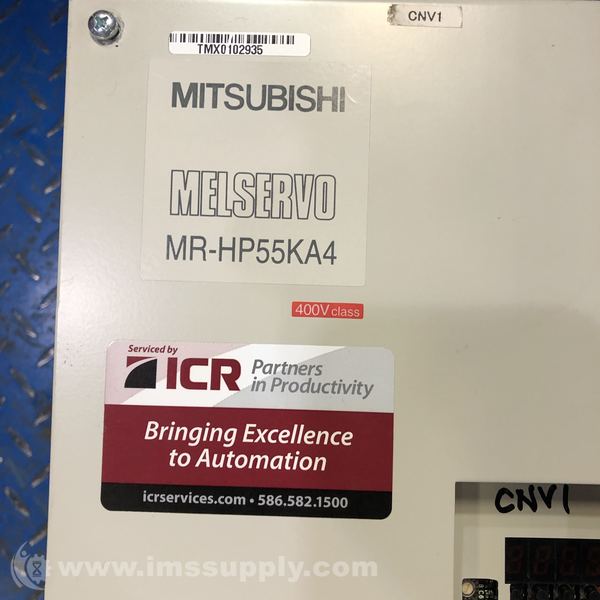 CNV1
TMX0102935
MITSUBISHI
MELSERVO
MR-HP55KA4
400V class
Serviced by
ICR Partners
in Productivity
Bringing Excellence
to Automation
icrservices.com • 586.582.1500
CNV1
www.imssupply.com